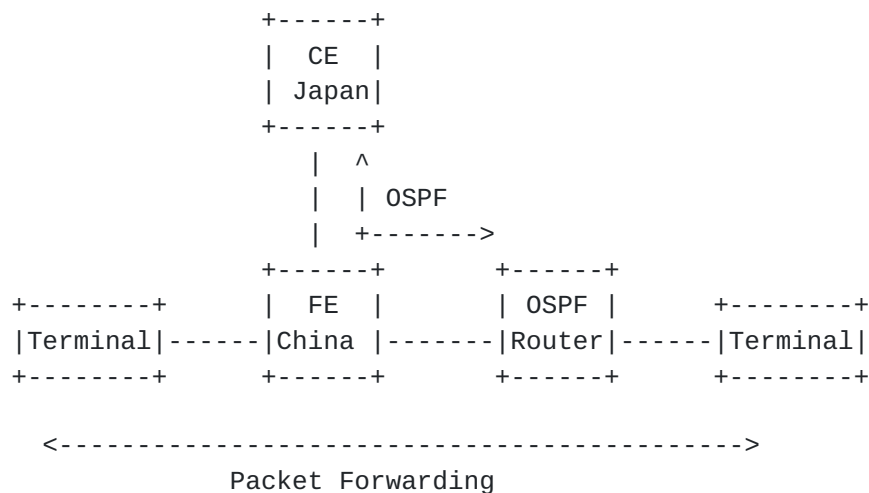 CE
Japan
OSPF
FE OSPF
Terminal China Router Terminal
Packet Forwarding